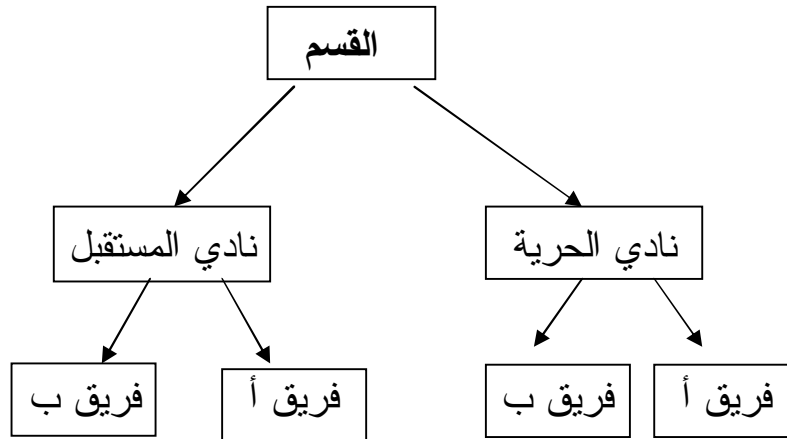 القسم
نادي الحرية
نادي المستقبل
فريق أ
فريق ب
فريق أ
فريق ب